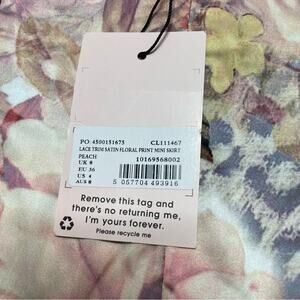 PO: 4500151675 CL111467
LACE TRIM SATIN FLORAL PRINT MINI SKIRT
PEACH 10169568002
UK 8
EU 36
US 4
AUS 8
5 057704 493916
Remove this tag and
there's no returning me,
I'm yours forever.
Please recycle me